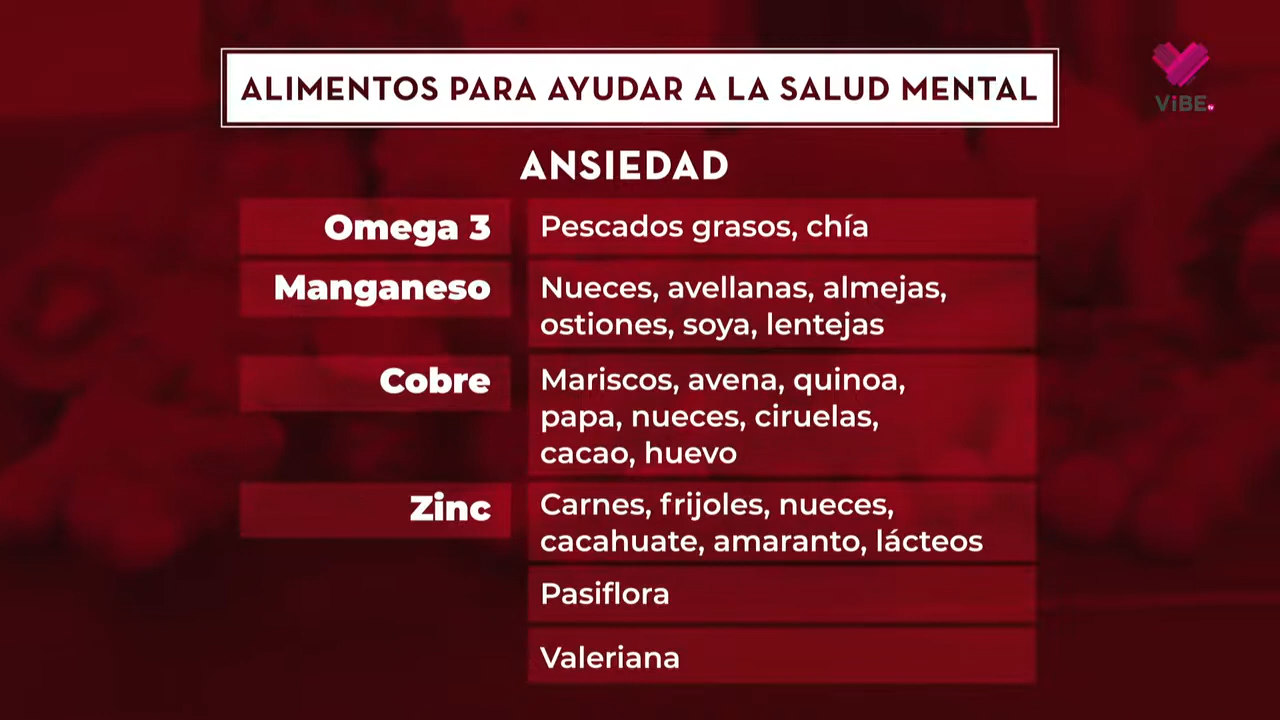 ALIMENTOS PARA AYUDAR A LA SALUD MENTAL
ViBE tv
ANSIEDAD
Omega 3
Pescados grasos, chía
Manganeso
Nueces, avellanas, almejas,
ostiones, soya, lentejas
Cobre
Mariscos, avena, quinoa,
papa, nueces, ciruelas,
cacao, huevo
Zinc
Carnes, frijoles, nueces,
cacahuate, amaranto, lácteos
Pasiflora
Valeriana